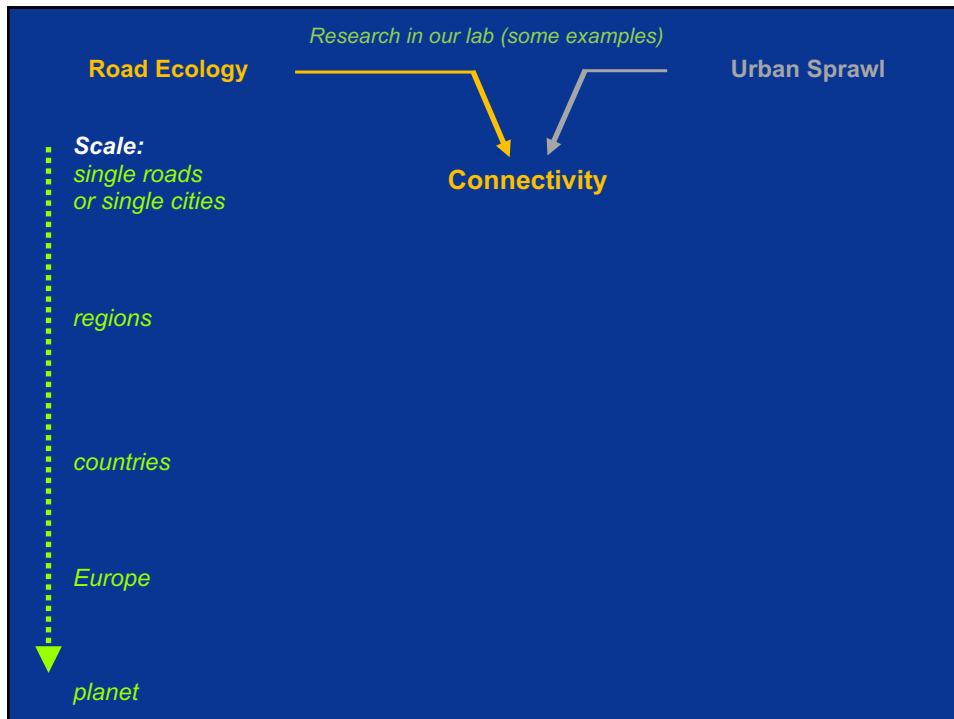 Research in our lab (some examples)
Road Ecology
Urban Sprawl
Scale:
single roads
or single cities
Connectivity
regions
countries
Europe
planet